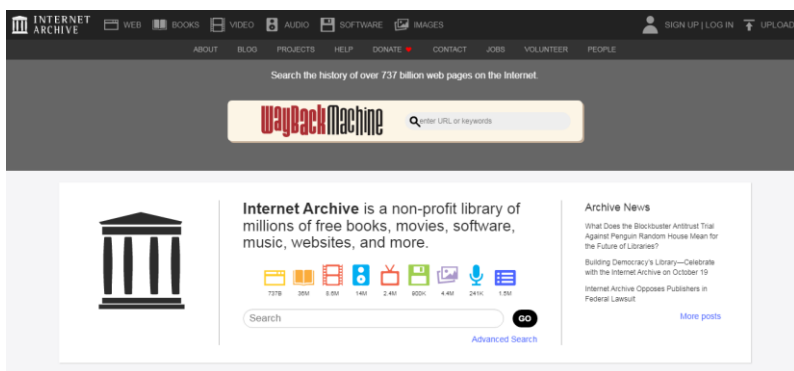 INTERNET ARCHIVE
WEB BOOKS VIDEO AUDIO SOFTWARE IMAGES
SIGN UP | LOG IN UPLOAD
ABOUT BLOG PROJECTS HELP DONATE CONTACT JOBS VOLUNTEER PEOPLE
Search the history of over 737 billion web pages on the Internet.
WayBackMachine
enter URL or keywords
Internet Archive is a non-profit library of
millions of free books, movies, software,
music, websites, and more.
737B 36M 8.6M 14M 2.4M 900K 4.4M 241K 1.8M
Search GO
Advanced Search
Archive News
What Does the Blockbuster Antitrust Trial
Against Penguin Random House Mean for
the Future of Libraries?
Building Democracy's Library—Celebrate
with the Internet Archive on October 19
Internet Archive Opposes Publishers in
Federal Lawsuit
More posts